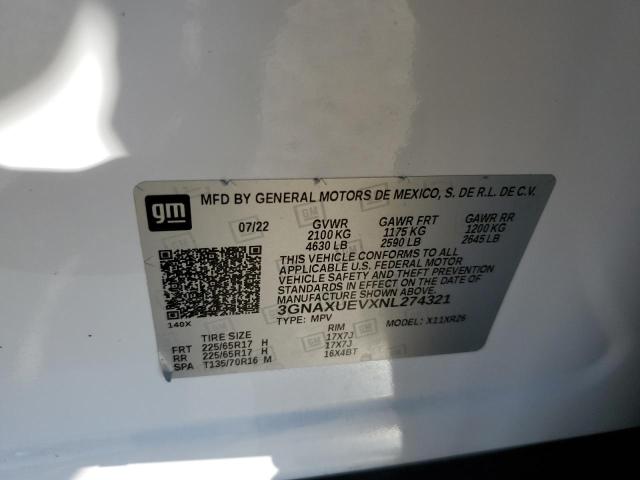 gm
MFD BY GENERAL MOTORS DE MEXICO, S. DE R.L. DE C.V.
07/22 GVWR GAWR FRT GAWR RR
2100 KG 1175 KG 1200 KG
4630 LB 2590 LB 2645 LB
THIS VEHICLE CONFORMS TO ALL
APPLICABLE U.S. FEDERAL MOTOR
VEHICLE SAFETY AND THEFT PREVENTION
STANDARDS IN EFFECT ON THE DATE OF
MANUFACTURE SHOWN ABOVE.
3GNAXUEVXNL274321
140X TYPE: MPV MODEL: X11XR26
TIRE SIZE RIM
FRT 225/65R17 H 17X7J
RR 225/65R17 H 17X7J
SPA T135/70R16 M 16X4BT